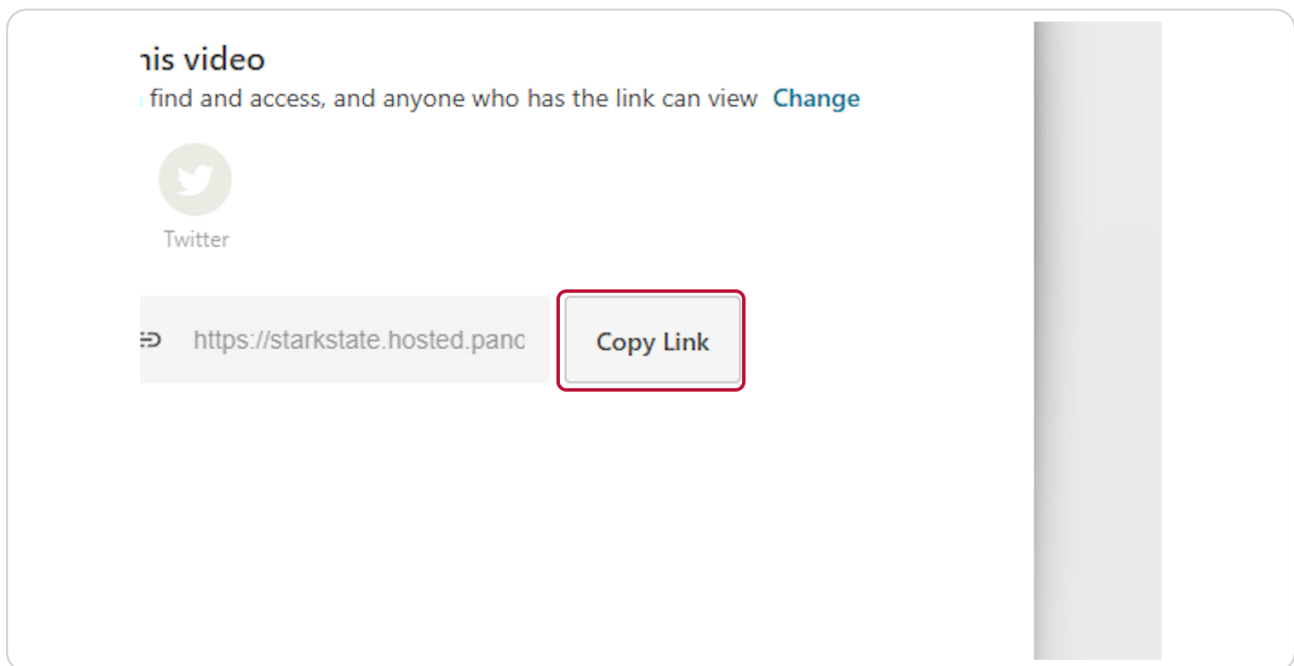 his video
find and access, and anyone who has the link can view Change
Twitter
https://starkstate.hosted.pano
Copy Link